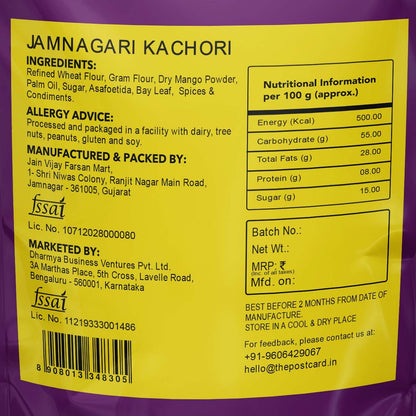 JAMNAGARI KACHORI
INGREDIENTS:
Refined Wheat Flour, Gram Flour, Dry Mango Powder,
Palm Oil, Sugar, Asafoetida, Bay Leaf, Spices &
Condiments.
ALLERGY ADVICE:
Processed and packaged in a facility with dairy, tree
nuts, peanuts, gluten and soy.
MANUFACTURED & PACKED BY:
Jain Vijay Farsan Mart,
1- Shri Niwas Colony, Ranjit Nagar Main Road,
Jamnagar - 361005, Gujarat
fssai
Lic. No. 10712028000080
MARKETED BY:
Dharmya Business Ventures Pvt. Ltd.
3A Marthas Place, 5th Cross, Lavelle Road,
Bengaluru - 560001, Karnataka
fssai
Lic. No. 11219333001486
8 908013 348305
Nutritional Information
per 100 g (approx.)
Energy (Kcal) 500.00
Carbohydrate (g) 55.00
Total Fats (g) 28.00
Protein (g) 08.00
Sugar (g) 15.00
Batch No.:
Net Wt.:
MRP: ₹
(Inc. of all taxes)
Mfd. on:
BEST BEFORE 2 MONTHS FROM DATE OF
MANUFACTURE.
STORE IN A COOL & DRY PLACE
For feedback, please contact us at:
+91-9606429067
hello@thepostcard.in